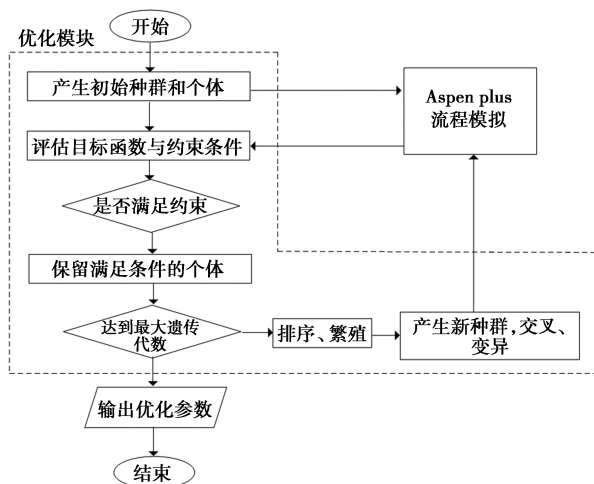 开始
优化模块
产生初始种群和个体
Aspen plus
流程模拟
评估目标函数与约束条件
是否满足约束
保留满足条件的个体
达到最大遗传
代数
排序、繁殖
产生新种群,交叉、
变异
输出优化参数
结束